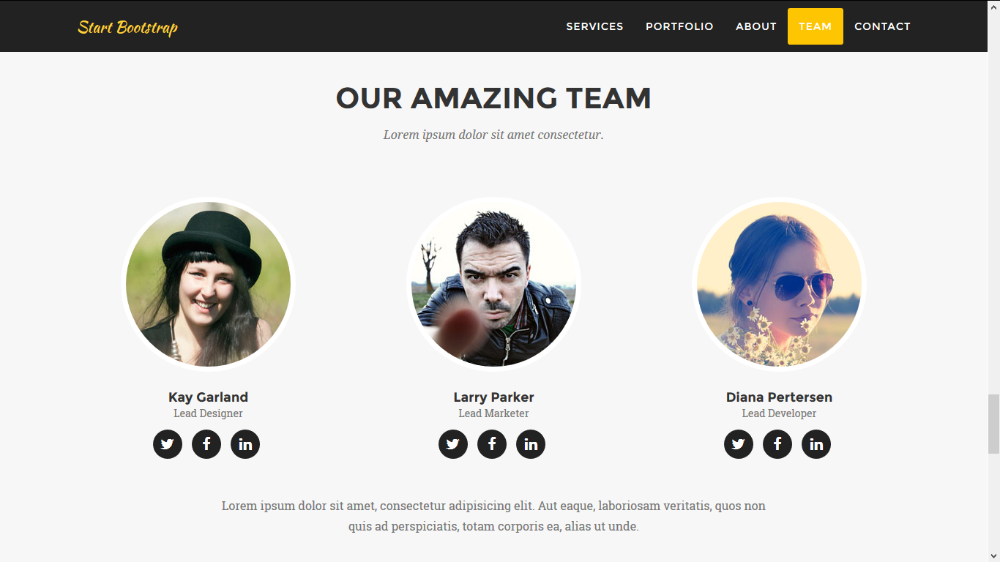 Start Bootstrap
SERVICES PORTFOLIO ABOUT TEAM CONTACT
OUR AMAZING TEAM
Lorem ipsum dolor sit amet consectetur.
Kay Garland
Lead Designer
Larry Parker
Lead Marketer
Diana Pertersen
Lead Developer
Lorem ipsum dolor sit amet, consectetur adipisicing elit. Aut eaque, laboriosam veritatis, quos non
quis ad perspiciatis, totam corporis ea, alias ut unde.